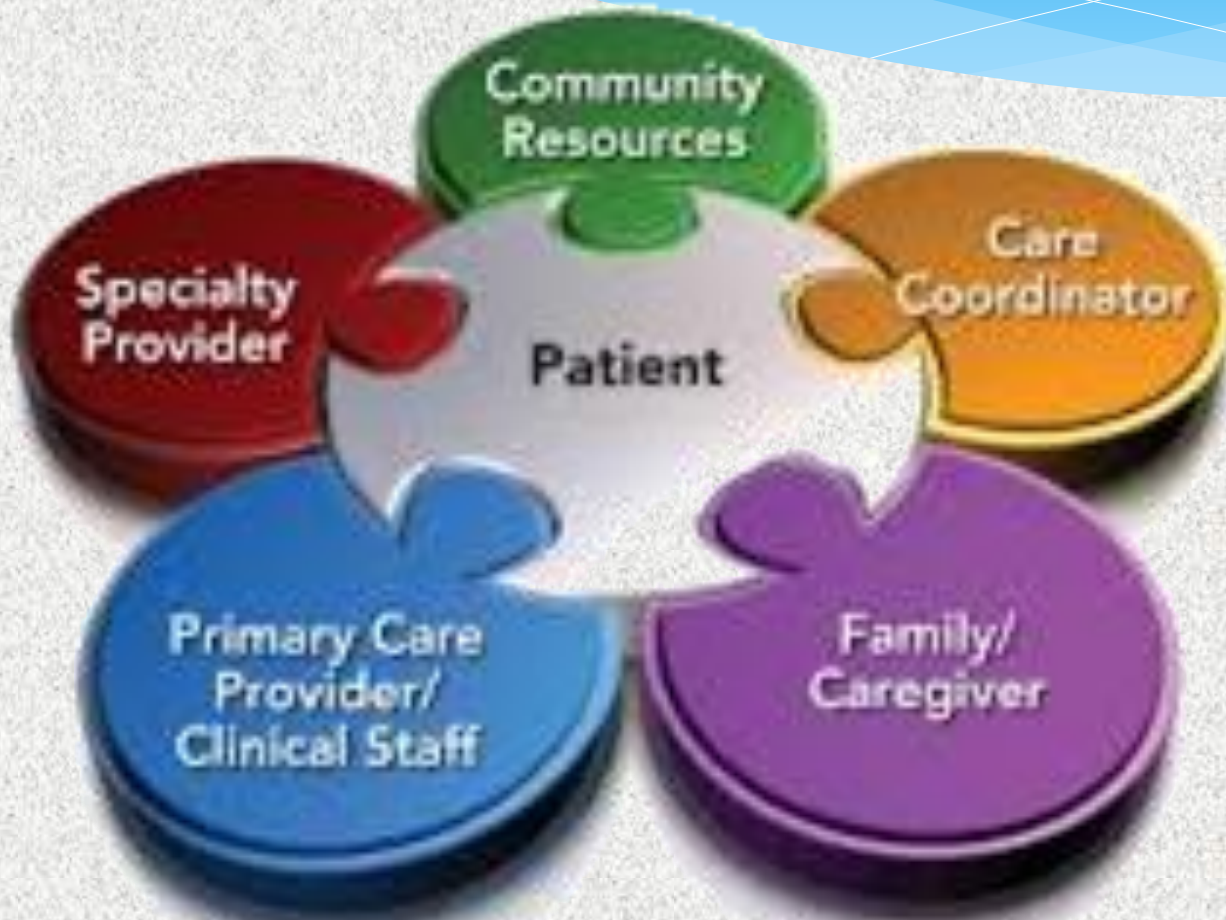 Community
Resources
Care
Coordinator
Specialty
Provider
Patient
Primary Care
Provider/
Clinical Staff
Family/
Caregiver